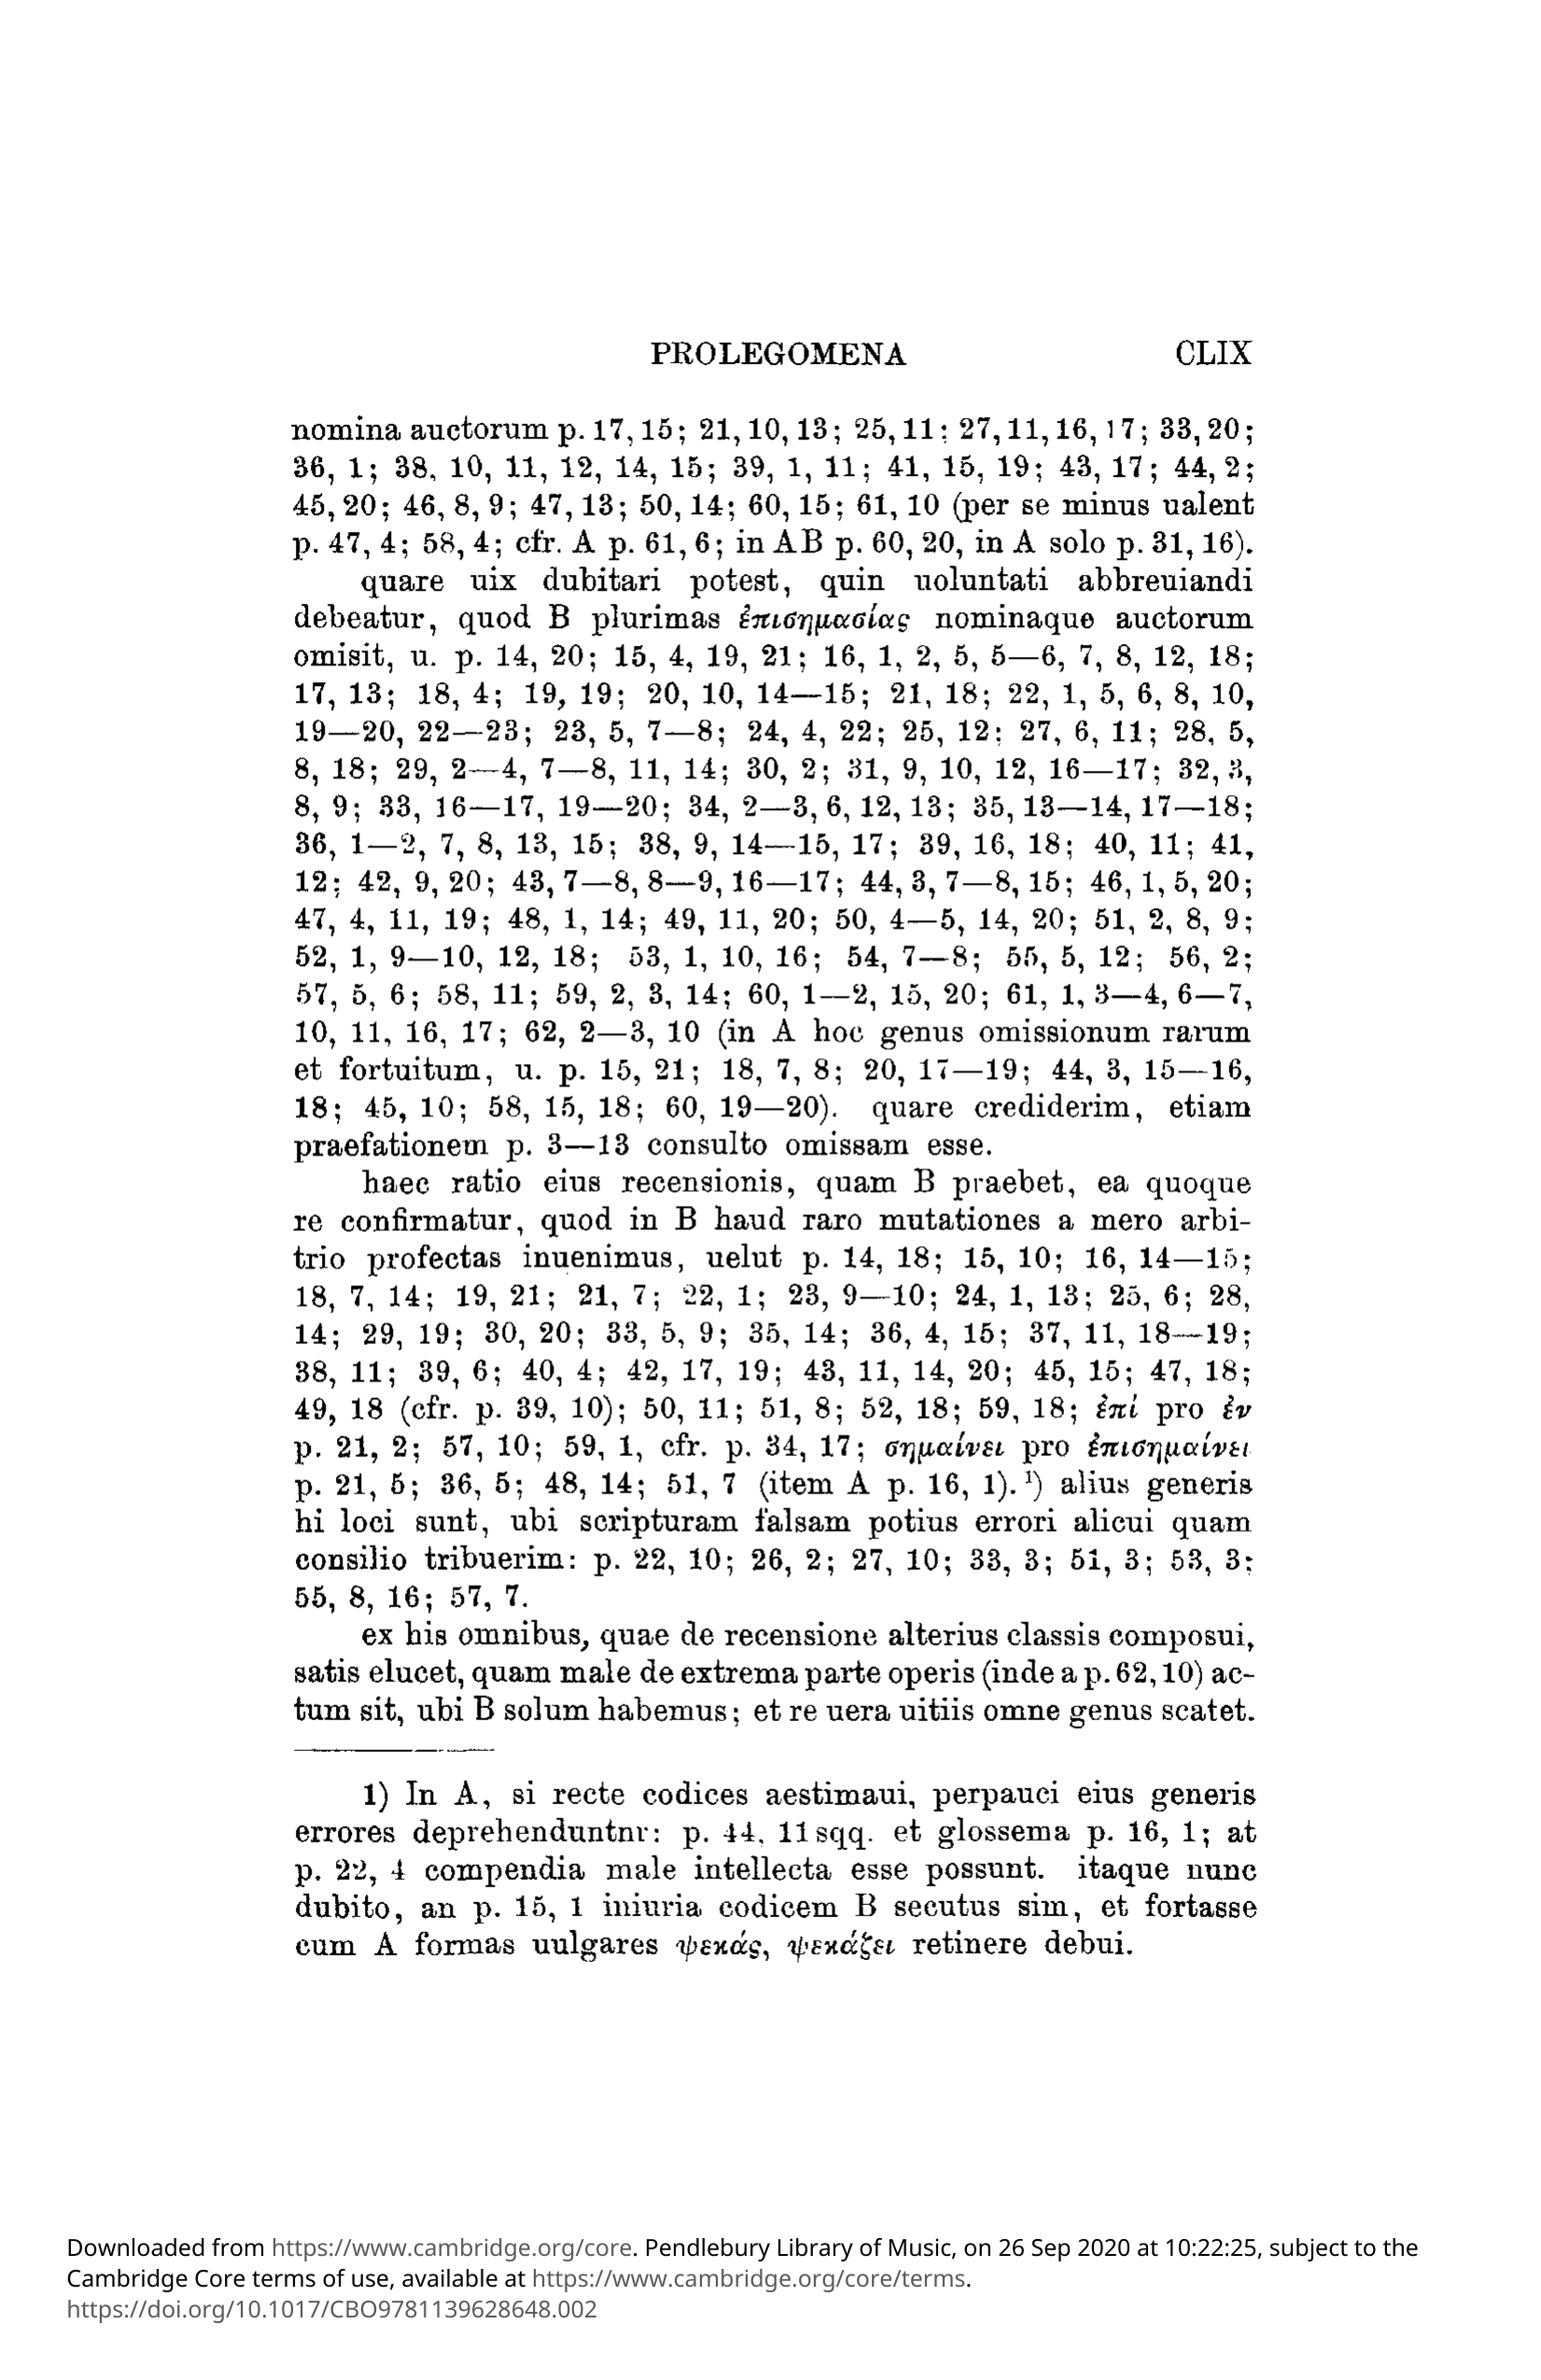 PROLEGOMENA CLIX
nomina auctorum p. 17, 15; 21, 10, 13; 25, 11; 27, 11, 16, 17; 33, 20;
36, 1; 38, 10, 11, 12, 14, 15; 39, 1, 11; 41, 15, 19; 43, 17; 44, 2;
45, 20; 46, 8, 9; 47, 13; 50, 14; 60, 15; 61, 10 (per se minus ualent
p. 47, 4; 58, 4; cfr. A p. 61, 6; in AB p. 60, 20, in A solo p. 31, 16).
quare uix dubitari potest, quin uoluntati abbreuiandi
debeatur, quod B plurimas ἐπισημασίας nominaque auctorum
omisit, u. p. 14, 20; 15, 4, 19, 21; 16, 1, 2, 5, 5—6, 7, 8, 12, 18;
17, 13; 18, 4; 19, 19; 20, 10, 14—15; 21, 18; 22, 1, 5, 6, 8, 10,
19—20, 22—23; 23, 5, 7—8; 24, 4, 22; 25, 12; 27, 6, 11; 28, 5,
8, 18; 29, 2—4, 7—8, 11, 14; 30, 2; 31, 9, 10, 12, 16—17; 32, 3,
8, 9; 33, 16—17, 19—20; 34, 2—3, 6, 12, 13; 35, 13—14, 17—18;
36, 1—2, 7, 8, 13, 15; 38, 9, 14—15, 17; 39, 16, 18; 40, 11; 41,
12; 42, 9, 20; 43, 7—8, 8—9, 16—17; 44, 3, 7—8, 15; 46, 1, 5, 20;
47, 4, 11, 19; 48, 1, 14; 49, 11, 20; 50, 4—5, 14, 20; 51, 2, 8, 9;
52, 1, 9—10, 12, 18; 53, 1, 10, 16; 54, 7—8; 55, 5, 12; 56, 2;
57, 5, 6; 58, 11; 59, 2, 3, 14; 60, 1—2, 15, 20; 61, 1, 3—4, 6—7,
10, 11, 16, 17; 62, 2—3, 10 (in A hoc genus omissionum rarum
et fortuitum, u. p. 15, 21; 18, 7, 8; 20, 17—19; 44, 3, 15—16,
18; 45, 10; 58, 15, 18; 60, 19—20). quare crediderim, etiam
praefationem p. 3—13 consulto omissam esse.
haec ratio eius recensionis, quam B praebet, ea quoque
re confirmatur, quod in B haud raro mutationes a mero arbi-
trio profectas inuenimus, uelut p. 14, 18; 15, 10; 16, 14—15;
18, 7, 14; 19, 21; 21, 7; 22, 1; 23, 9—10; 24, 1, 13; 25, 6; 28,
14; 29, 19; 30, 20; 33, 5, 9; 35, 14; 36, 4, 15; 37, 11, 18—19;
38, 11; 39, 6; 40, 4; 42, 17, 19; 43, 11, 14, 20; 45, 15; 47, 18;
49, 18 (cfr. p. 39, 10); 50, 11; 51, 8; 52, 18; 59, 18; ἐπί pro ἐν
p. 21, 2; 57, 10; 59, 1, cfr. p. 34, 17; σημαίνει pro ἐπισημαίνει
p. 21, 5; 36, 5; 48, 14; 51, 7 (item A p. 16, 1).¹) alius generis
hi loci sunt, ubi scripturam falsam potius errori alicui quam
consilio tribuerim: p. 22, 10; 26, 2; 27, 10; 33, 3; 51, 3; 53, 3;
55, 8, 16; 57, 7.
ex his omnibus, quae de recensione alterius classis composui,
satis elucet, quam male de extrema parte operis (inde a p. 62, 10) ac-
tum sit, ubi B solum habemus; et re uera uitiis omne genus scatet.
1) In A, si recte codices aestimaui, perpauci eius generis
errores deprehenduntnr: p. 44, 11 sqq. et glossema p. 16, 1; at
p. 22, 4 compendia male intellecta esse possunt. itaque nunc
dubito, an p. 15, 1 iniuria codicem B secutus sim, et fortasse
cum A formas uulgares ψεκάς, ψεκάζει retinere debui.
Downloaded from https://www.cambridge.org/core. Pendlebury Library of Music, on 26 Sep 2020 at 10:22:25, subject to the
Cambridge Core terms of use, available at https://www.cambridge.org/core/terms.
https://doi.org/10.1017/CBO9781139628648.002